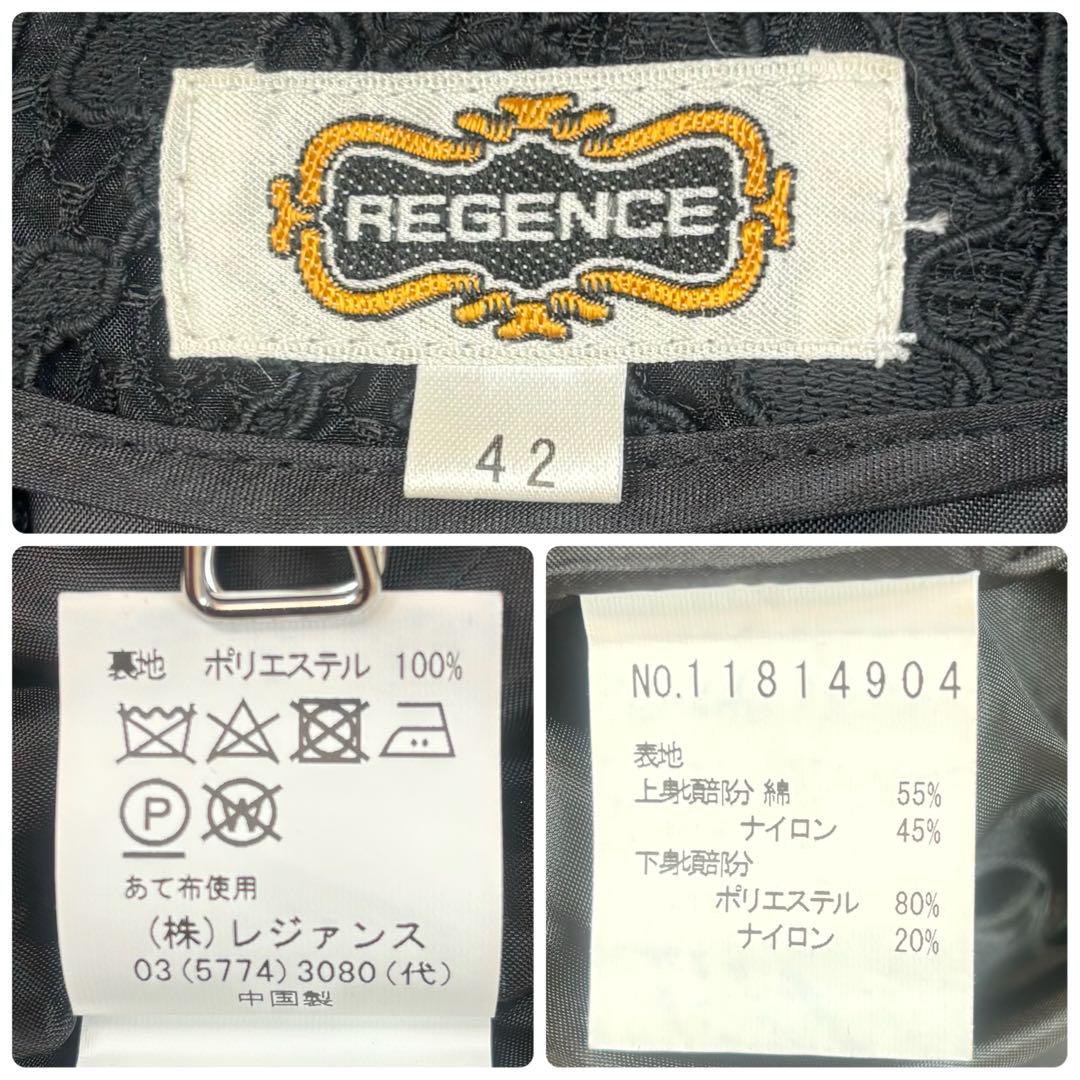 REGENCE
42
裏地 ポリエステル 100%
P W
あて布使用
(株)レジァンス
03(5774)3080(代)
中国製
NO.11814904
表地
上身頃部分 綿 55%
ナイロン 45%
下身頃部分
ポリエステル 80%
ナイロン 20%